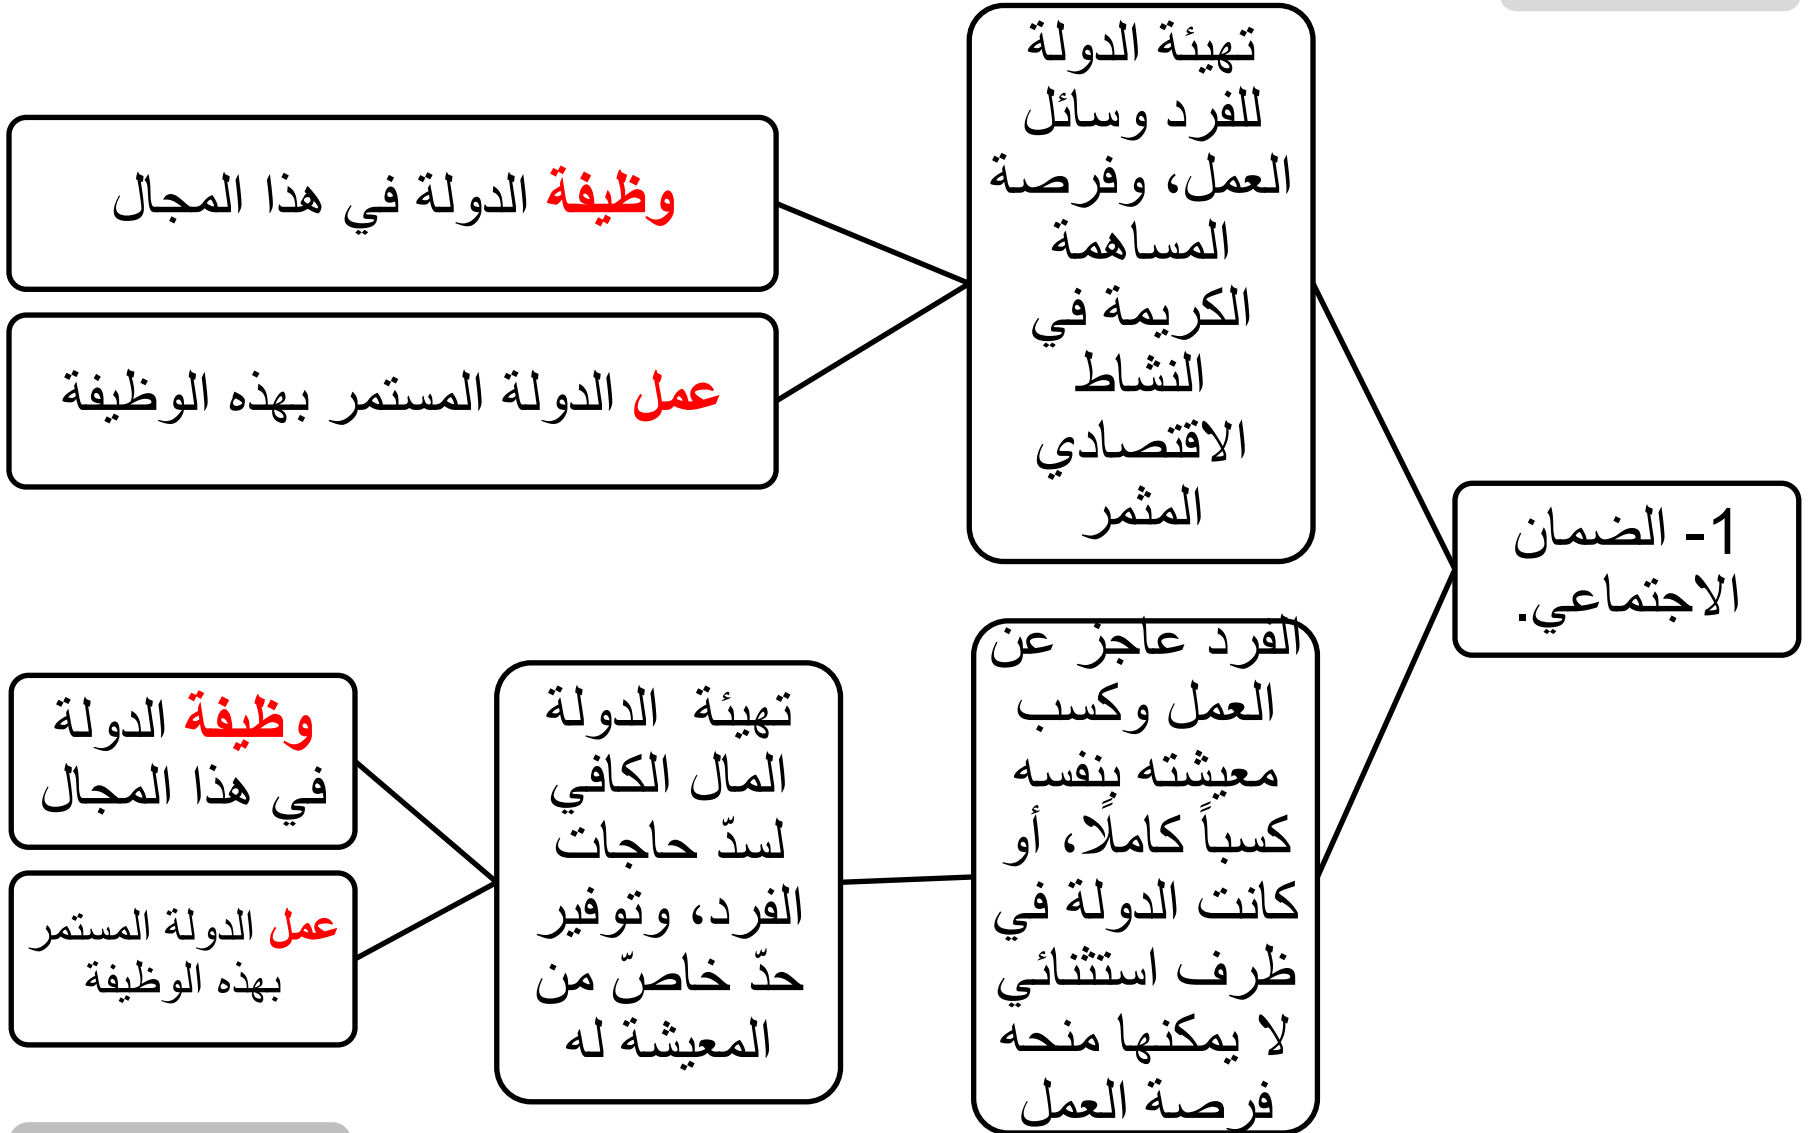 1- الضمان
الاجتماعي.
تهيئة الدولة
للفرد وسائل
العمل، وفرصة
المساهمة
الكريمة في
النشاط
الاقتصادي
المثمر
وظيفة الدولة في هذا المجال
عمل الدولة المستمر بهذه الوظيفة
الفرد عاجز عن
العمل وكسب
معيشته بنفسه
كسباً كاملًا، أو
كانت الدولة في
ظرف استثنائي
لا يمكنها منحه
فرصة العمل
تهيئة الدولة
المال الكافي
لسدّ حاجات
الفرد، وتوفير
حدّ خاصّ من
المعيشة له
وظيفة الدولة
في هذا المجال
عمل الدولة المستمر
بهذه الوظيفة